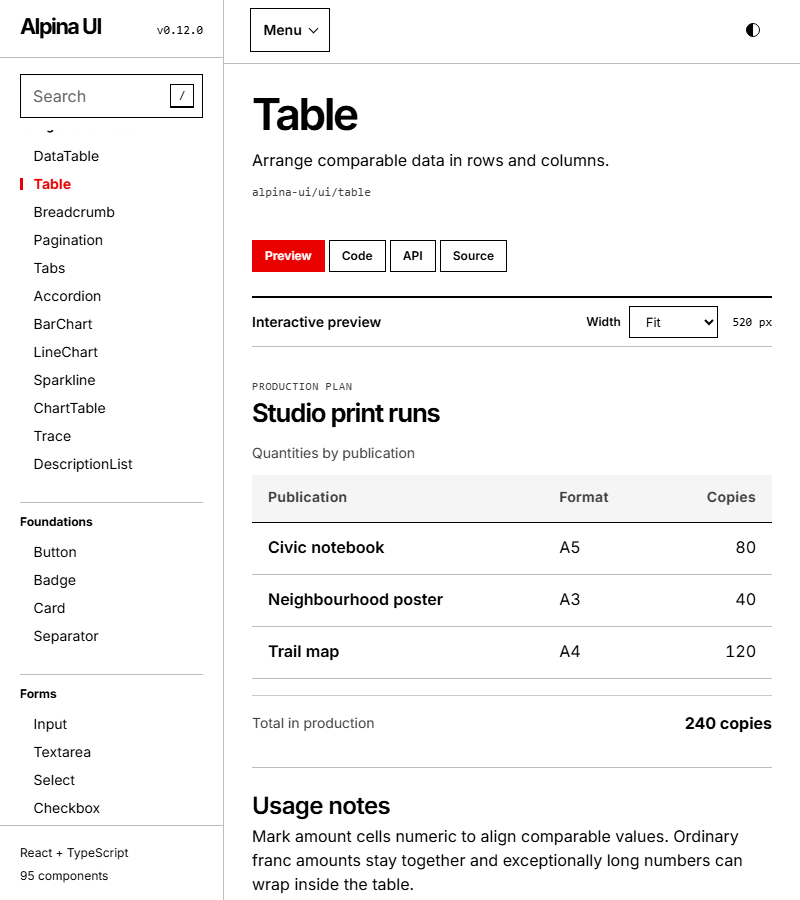 Alpina UI
v0.12.0
Search
/
DataTable
Table
Breadcrumb
Pagination
Tabs
Accordion
BarChart
LineChart
Sparkline
ChartTable
Trace
DescriptionList
Foundations
Button
Badge
Card
Separator
Forms
Input
Textarea
Select
Checkbox
React + TypeScript
95 components
Menu
Table
Arrange comparable data in rows and columns.
alpina-ui/ui/table
Preview Code API Source
Interactive preview Width Fit 520 px
PRODUCTION PLAN
Studio print runs
Quantities by publication
Publication Format Copies
Civic notebook A5 80
Neighbourhood poster A3 40
Trail map A4 120
Total in production 240 copies
Usage notes
Mark amount cells numeric to align comparable values. Ordinary
franc amounts stay together and exceptionally long numbers can
wrap inside the table.